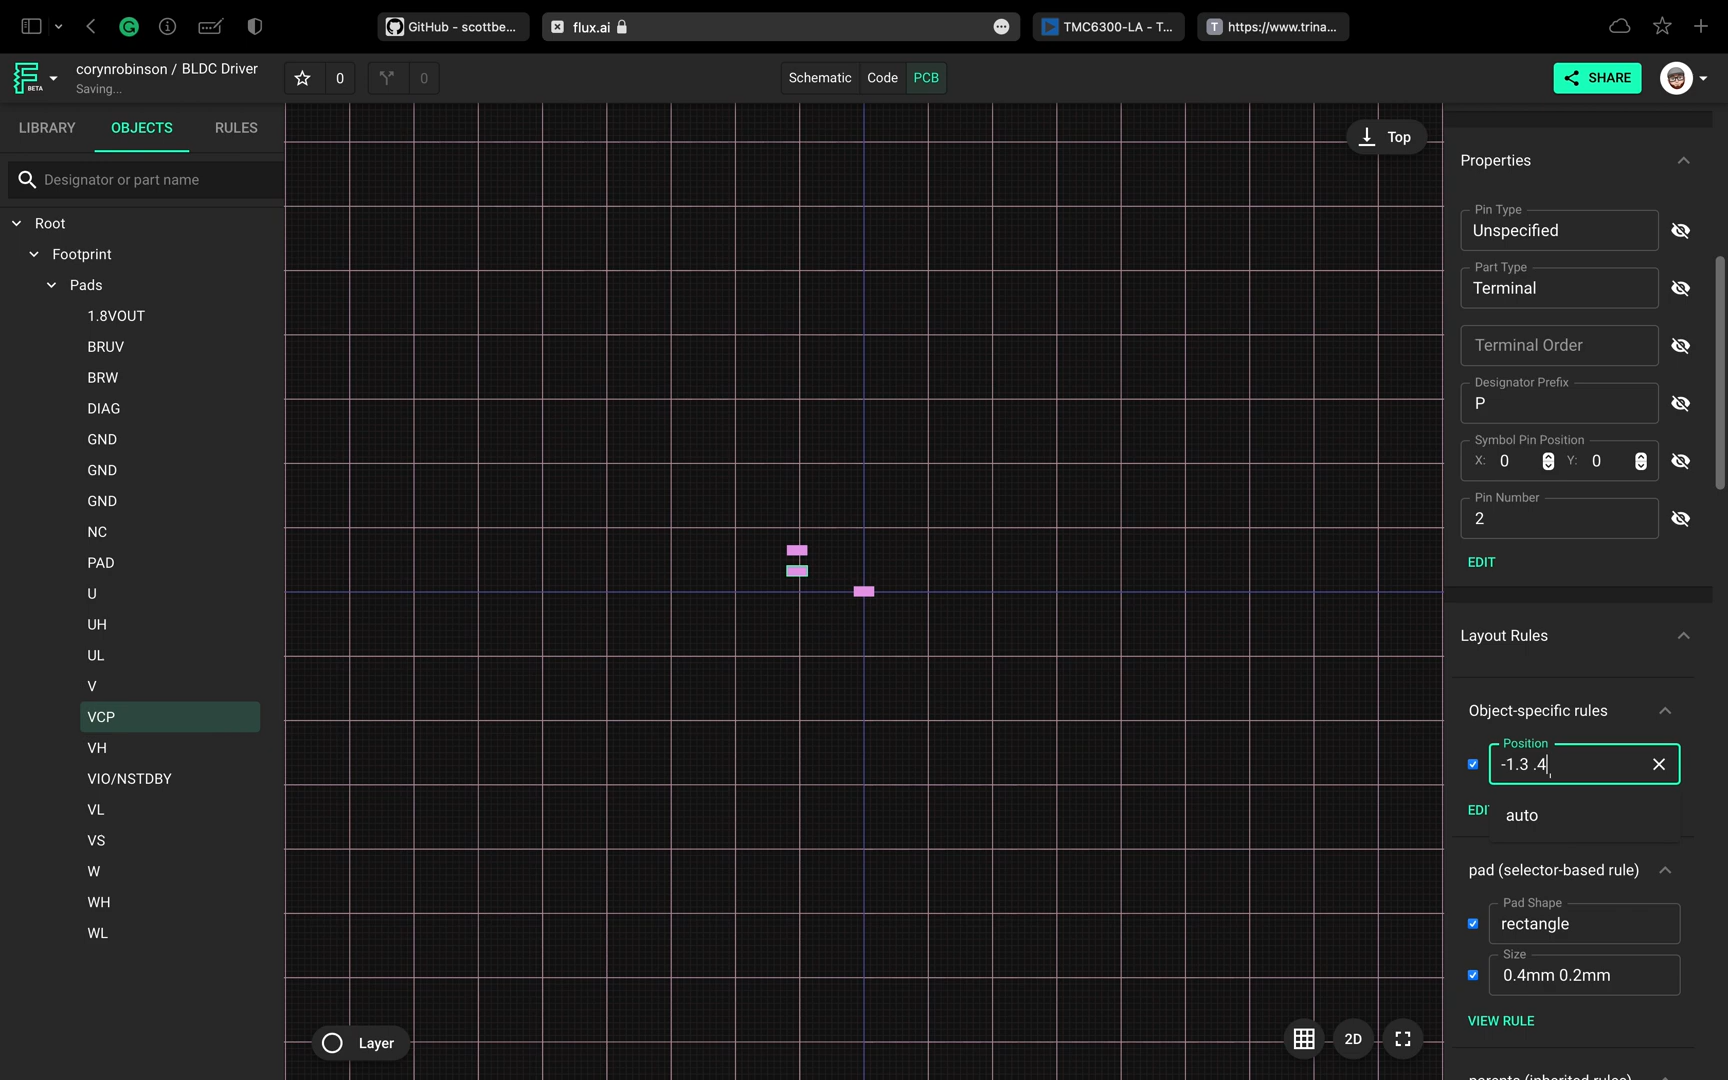 GitHub - scottbe...
flux.ai
TMC6300-LA - T...
T
https://www.trina...
BETA
corynrobinson / BLDC Driver
Saving...
0
0
Schematic
Code
PCB
SHARE
LIBRARY
OBJECTS
RULES
Designator or part name
Root
Footprint
Pads
1.8VOUT
BRUV
BRW
DIAG
GND
GND
GND
NC
PAD
U
UH
UL
V
VCP
VH
VIO/NSTDBY
VL
VS
W
WH
WL
Top
Layer
2D
Properties
Pin Type
Unspecified
Part Type
Terminal
Terminal Order
Designator Prefix
P
Symbol Pin Position
X: 0 Y: 0
Pin Number
2
EDIT
Layout Rules
Object-specific rules
Position
-1.3 .4
EDI
auto
pad (selector-based rule)
Pad Shape
rectangle
Size
0.4mm 0.2mm
VIEW RULE
parents (inherited rules)